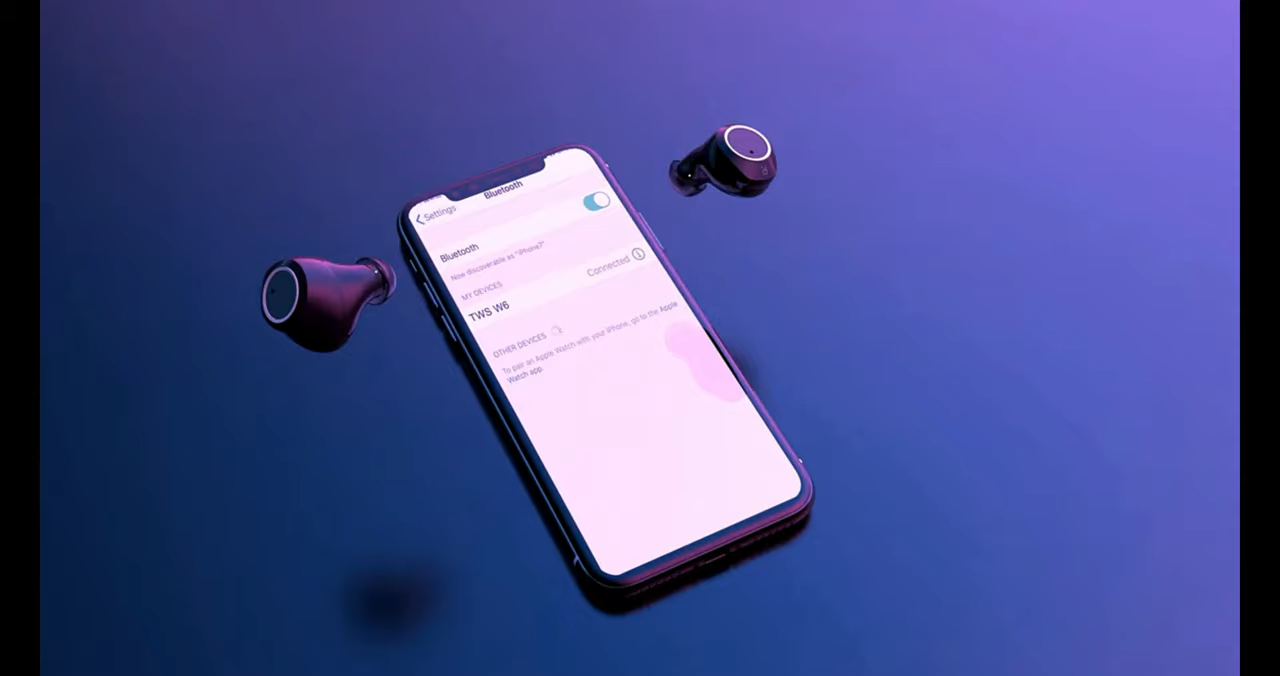 Bluetooth
Settings
Bluetooth
Now discoverable as "iPhone7"
MY DEVICES
TWS W6 Connected
OTHER DEVICES
To pair an Apple Watch with your iPhone, go to the Apple
Watch app.